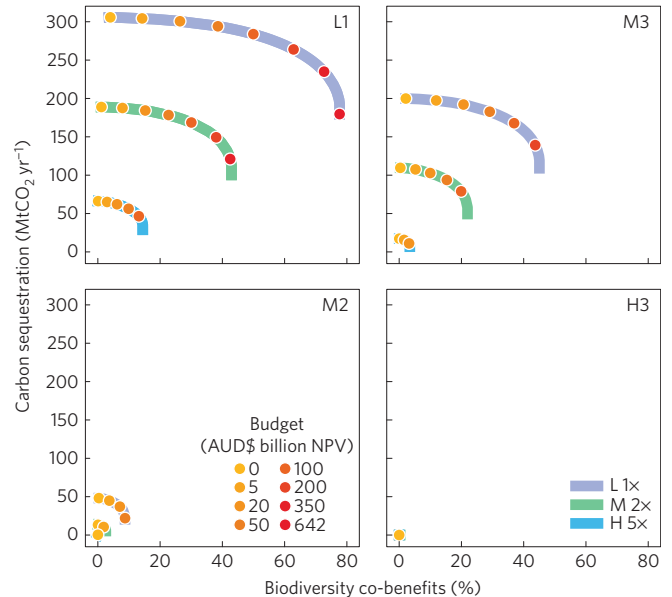 L1
300
250
200
150
100
50
0
M3
M2
300
250
200
150
100
50
0
0 20 40 60 80
Budget
(AUD$ billion NPV)
0 100
5 200
20 350
50 642
H3
L 1×
M 2×
H 5×
0 20 40 60 80
Carbon sequestration (MtCO₂ yr⁻¹)
Biodiversity co-benefits (%)